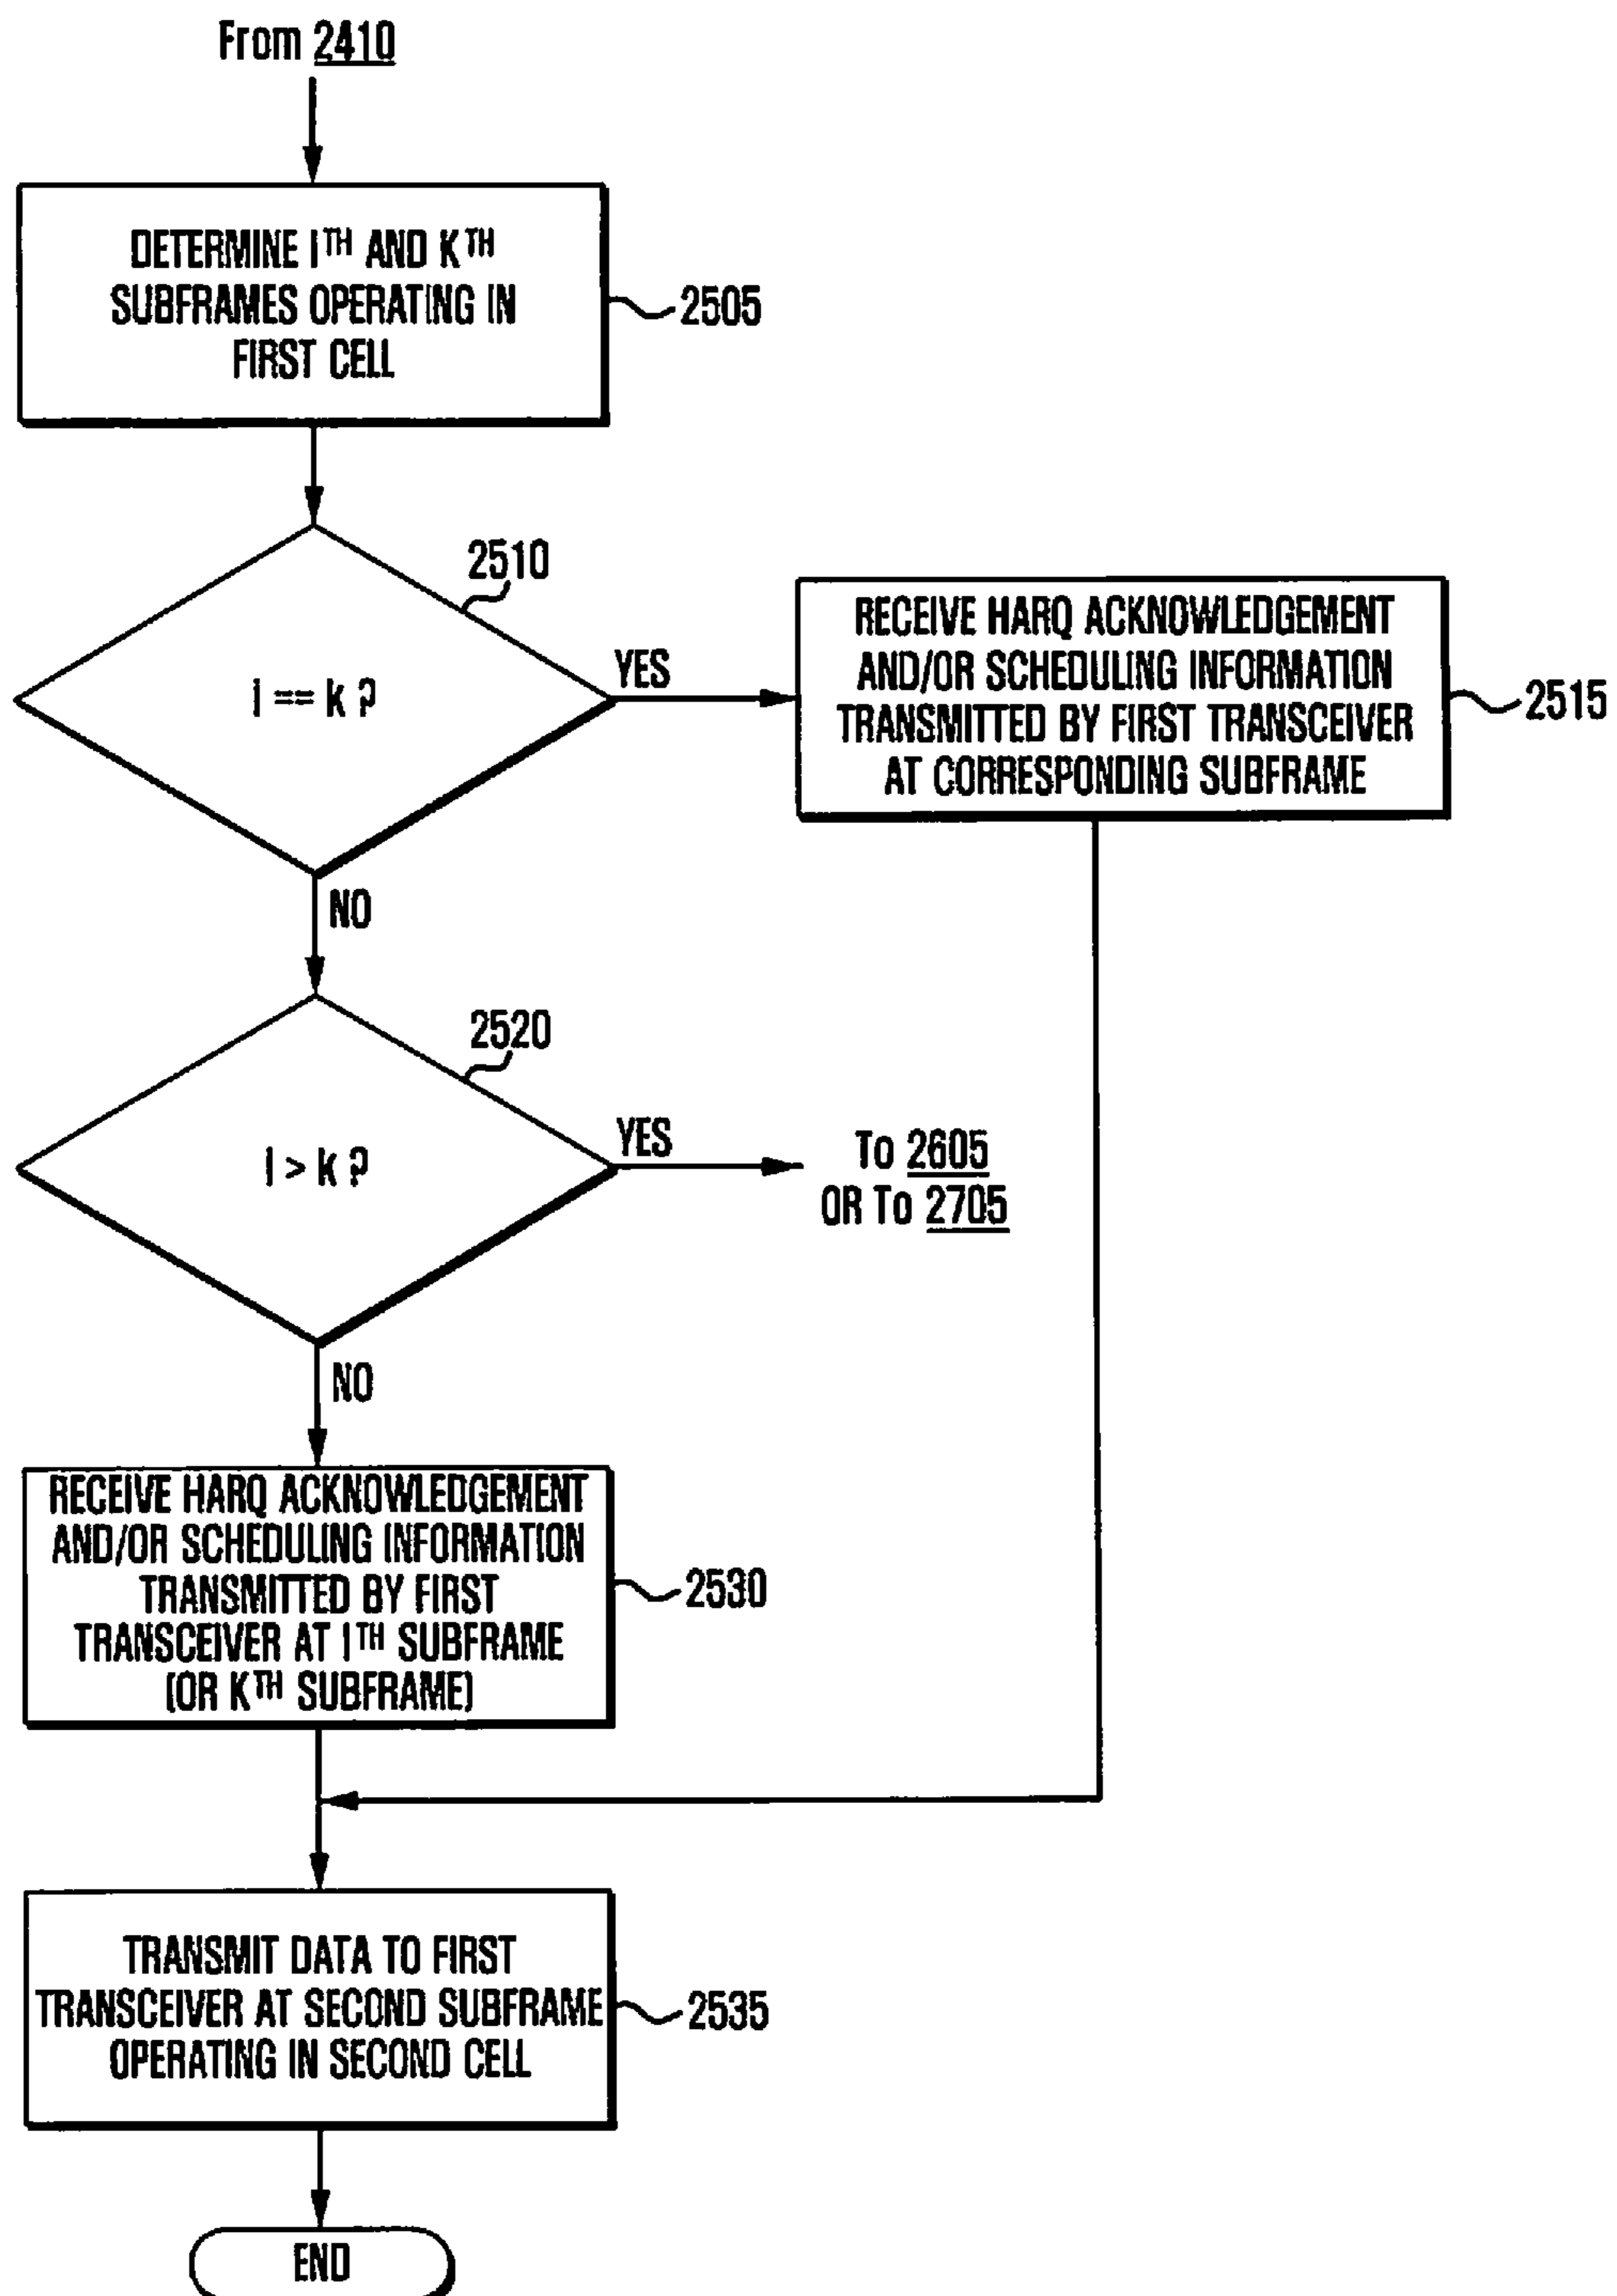 From 2410
DETERMINE I TH AND K TH
SUBFRAMES OPERATING IN
FIRST CELL
2505
2510
I == k ?
YES
RECEIVE HARQ ACKNOWLEDGEMENT
AND/OR SCHEDULING INFORMATION
TRANSMITTED BY FIRST TRANSCEIVER
AT CORRESPONDING SUBFRAME
2515
NO
2520
I > k ?
YES
To 2605
OR To 2705
NO
RECEIVE HARQ ACKNOWLEDGEMENT
AND/OR SCHEDULING INFORMATION
TRANSMITTED BY FIRST
TRANSCEIVER AT I TH SUBFRAME
(OR K TH SUBFRAME)
2530
TRANSMIT DATA TO FIRST
TRANSCEIVER AT SECOND SUBFRAME
OPERATING IN SECOND CELL
2535
END